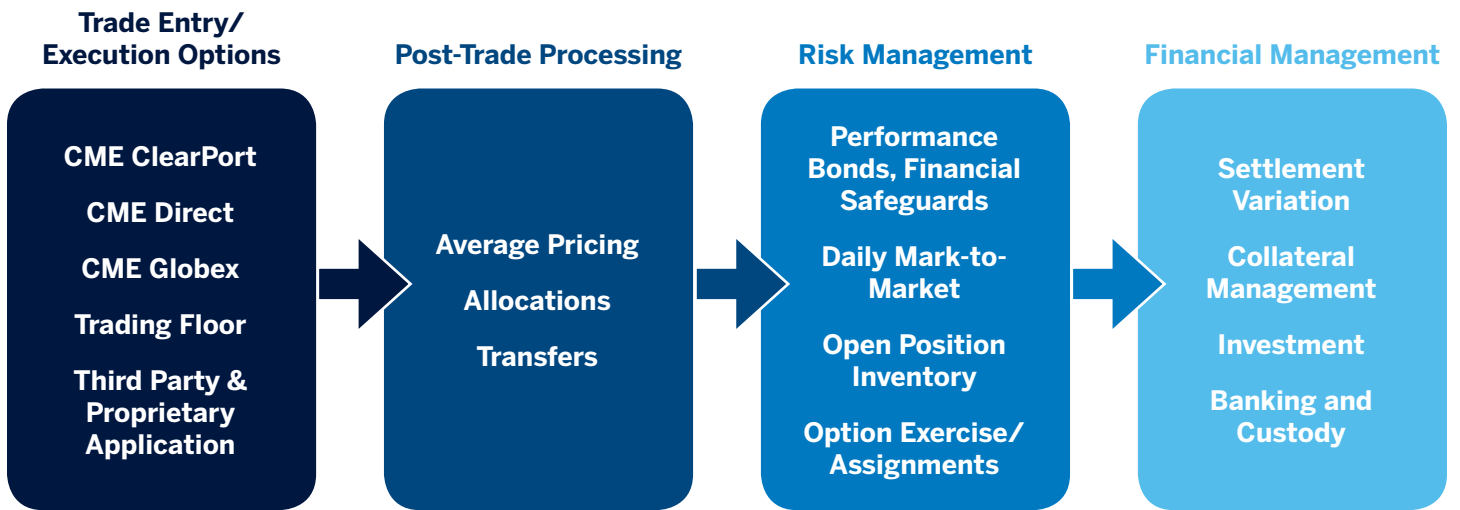 Trade Entry/
Execution Options
CME ClearPort
CME Direct
CME Globex
Trading Floor
Third Party &
Proprietary
Application
Post-Trade Processing
Average Pricing
Allocations
Transfers
Risk Management
Performance
Bonds, Financial
Safeguards
Daily Mark-to-
Market
Open Position
Inventory
Option Exercise/
Assignments
Financial Management
Settlement
Variation
Collateral
Management
Investment
Banking and
Custody